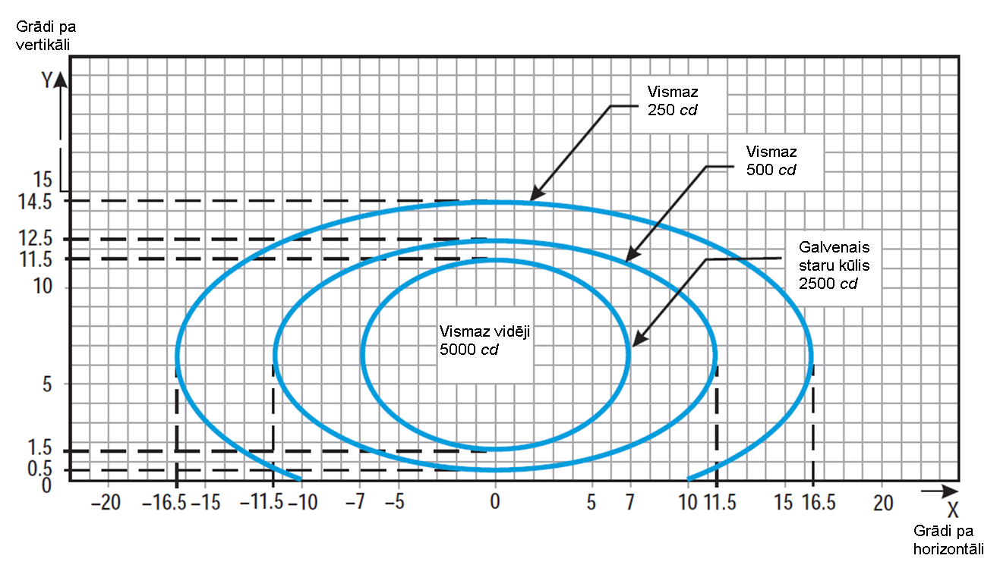 Grādi pa
vertikāli
Y
Vismaz
250 cd
Vismaz
500 cd
15
14.5
12.5
11.5
10
5
1.5
0.5
0
Galvenais
staru kūlis
2500 cd
Vismaz vidēji
5000 cd
–20 –16.5 –15 –11.5 –10 –7 –5 0 5 7 10 11.5 15 16.5 20
X
Grādi pa
horizontāli